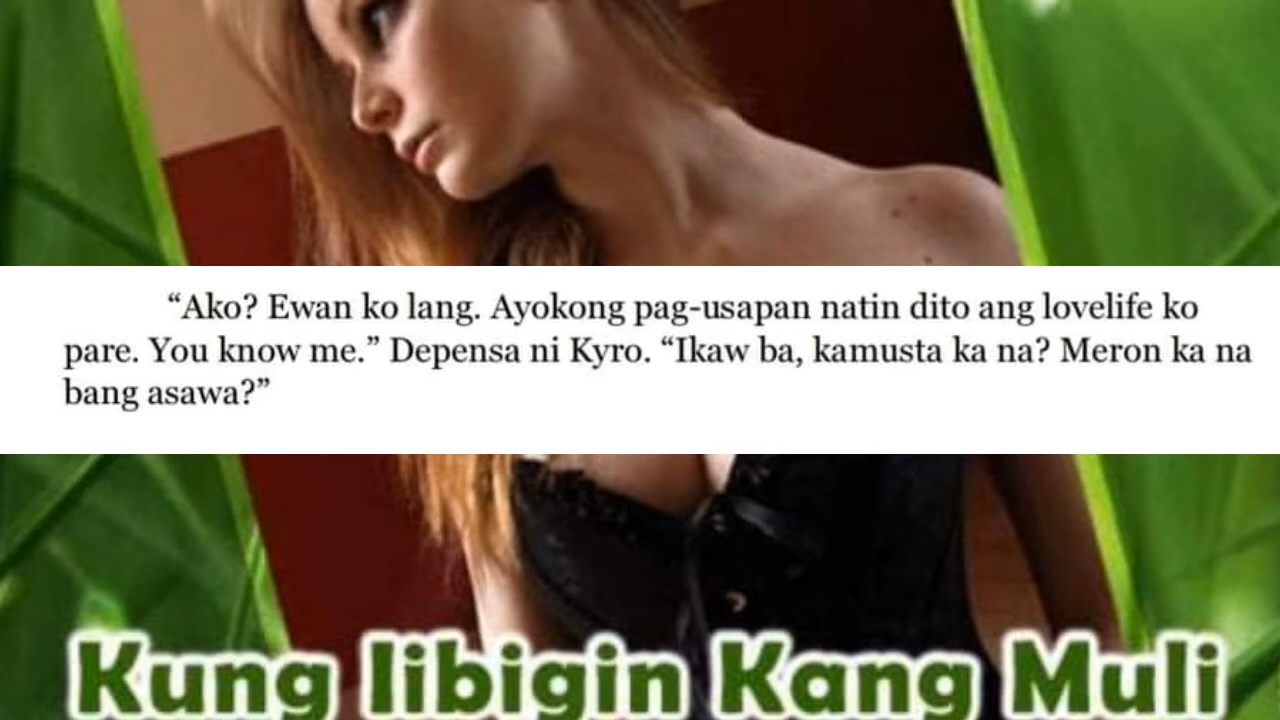 “Ako? Ewan ko lang. Ayokong pag-usapan natin dito ang lovelife ko
pare. You know me.” Depensa ni Kyro. “Ikaw ba, kamusta ka na? Meron ka na
bang asawa?”
Kung Iibigin Kang Muli